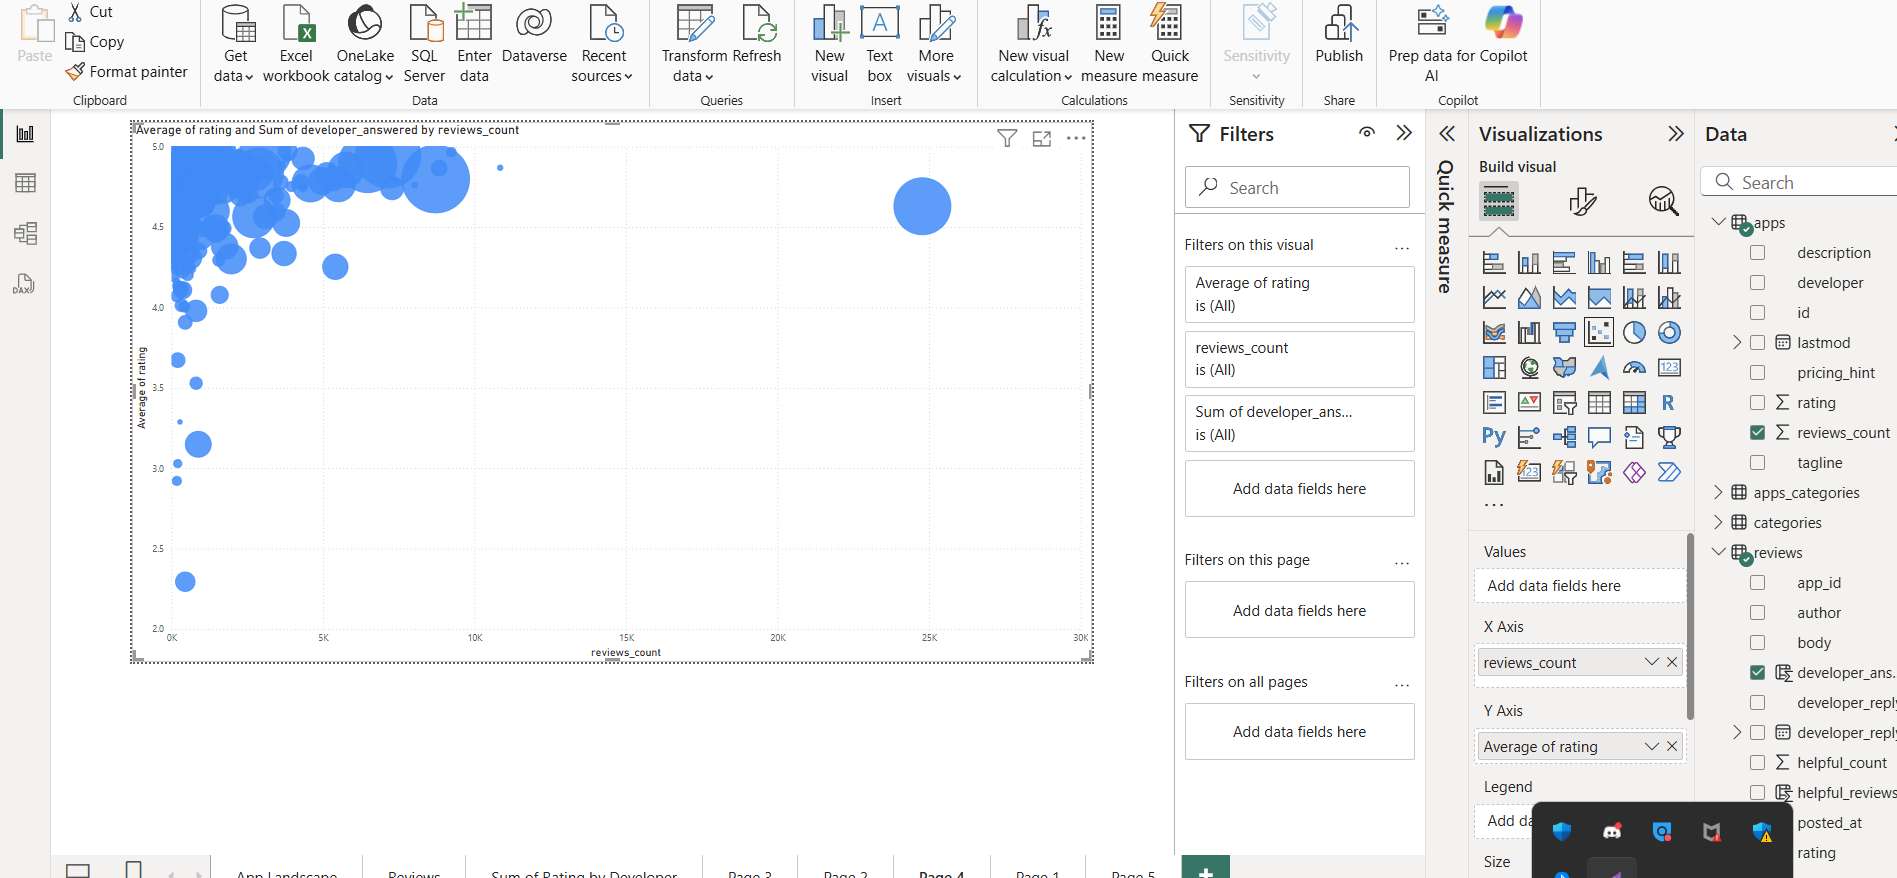 Paste
Cut
Copy
Format painter
Clipboard
Get data
Excel workbook
OneLake catalog
SQL Server
Enter data
Dataverse
Recent sources
Data
Transform data
Refresh
Queries
New visual
Text box
More visuals
Insert
New visual calculation
New measure
Quick measure
Calculations
Sensitivity
Sensitivity
Publish
Share
Prep data for AI
Copilot
Copilot
DAX
Average of rating and Sum of developer_answered by reviews_count
Average of rating
5.0
4.5
4.0
3.5
3.0
2.5
2.0
0K 5K 10K 15K 20K 25K 30K
reviews_count
Filters
Search
Filters on this visual ...
Average of rating
is (All)
reviews_count
is (All)
Sum of developer_ans...
is (All)
Add data fields here
Filters on this page ...
Add data fields here
Filters on all pages ...
Add data fields here
Quick measure
Visualizations
Build visual
123
R
Py
123
...
Values
Add data fields here
X Axis
reviews_count
Y Axis
Average of rating
Legend
Add da
Size
Data
Search
apps
description
developer
id
lastmod
pricing_hint
rating
reviews_count
tagline
apps_categories
categories
reviews
app_id
author
body
developer_ans...
developer_reply
developer_reply
helpful_count
helpful_reviews
posted_at
rating
App Landscape
Reviews
Sum of Rating by Developer
Page 3
Page 2
Page 4
Page 1
Page 5